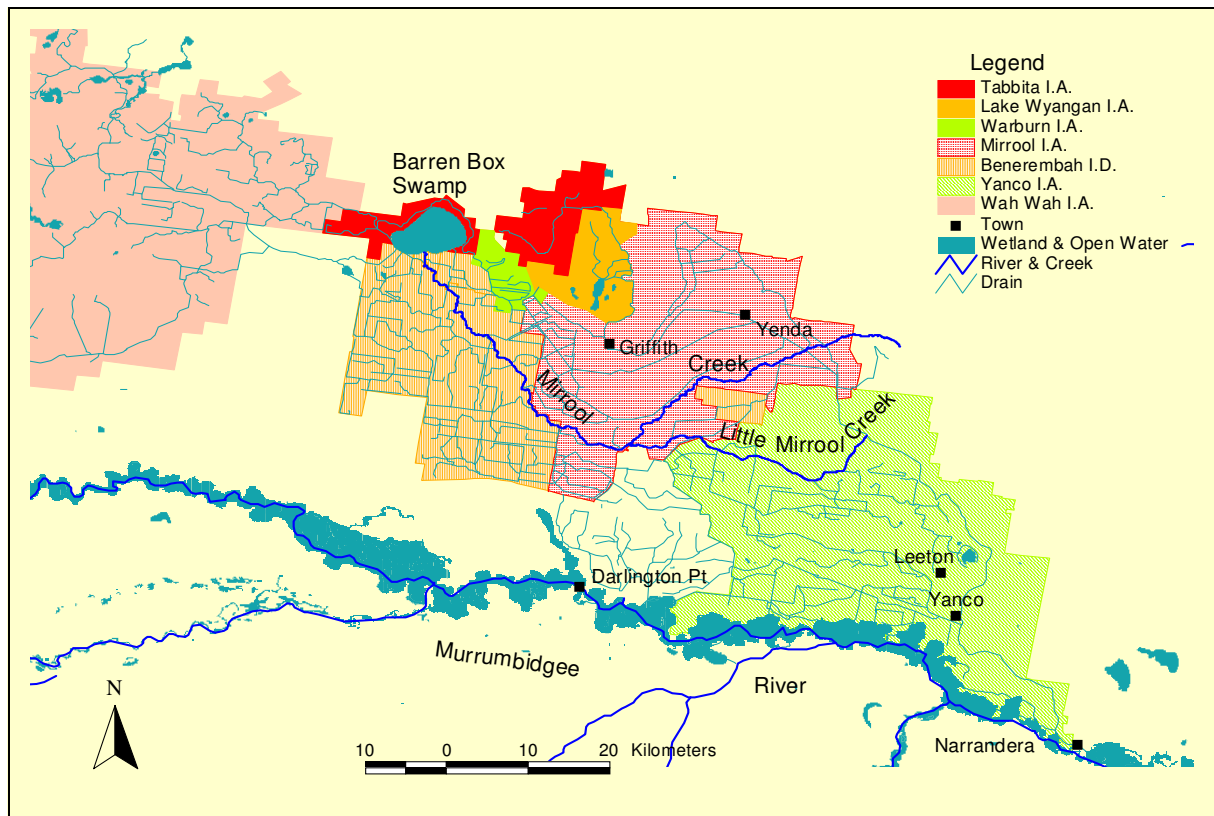 Legend
Tabbita I.A.
Lake Wyangan I.A.
Warburn I.A.
Mirrool I.A.
Benerembah I.D.
Yanco I.A.
Wah Wah I.A.
Town
Wetland & Open Water
River & Creek
Drain
Barren Box
Swamp
Yenda
Griffith
Creek
Mirrool
Little Mirrool Creek
Leeton
Darlington Pt
Yanco
Murrumbidgee
River
N
Narrandera
10 0 10 20 Kilometers